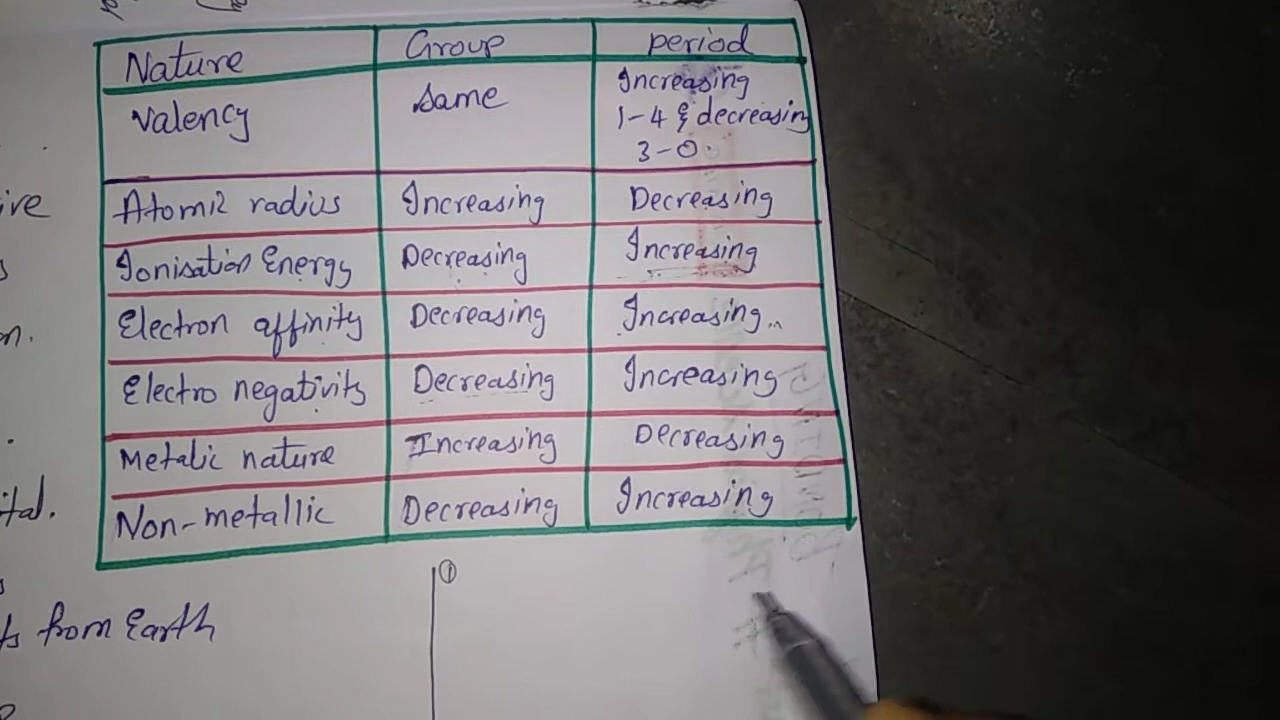 Nature Group period
Valency Same Increasing
1-4 & decreasing
3-0.
ive
Atomic radius Increasing Decreasing
Ionisation Energy Decreasing Increasing
n.
Electron affinity Decreasing Increasing..
Electro negativity Decreasing Increasing
Metalic nature Increasing Decreasing
tal.
Non-metallic Decreasing Increasing
①
ts from Earth